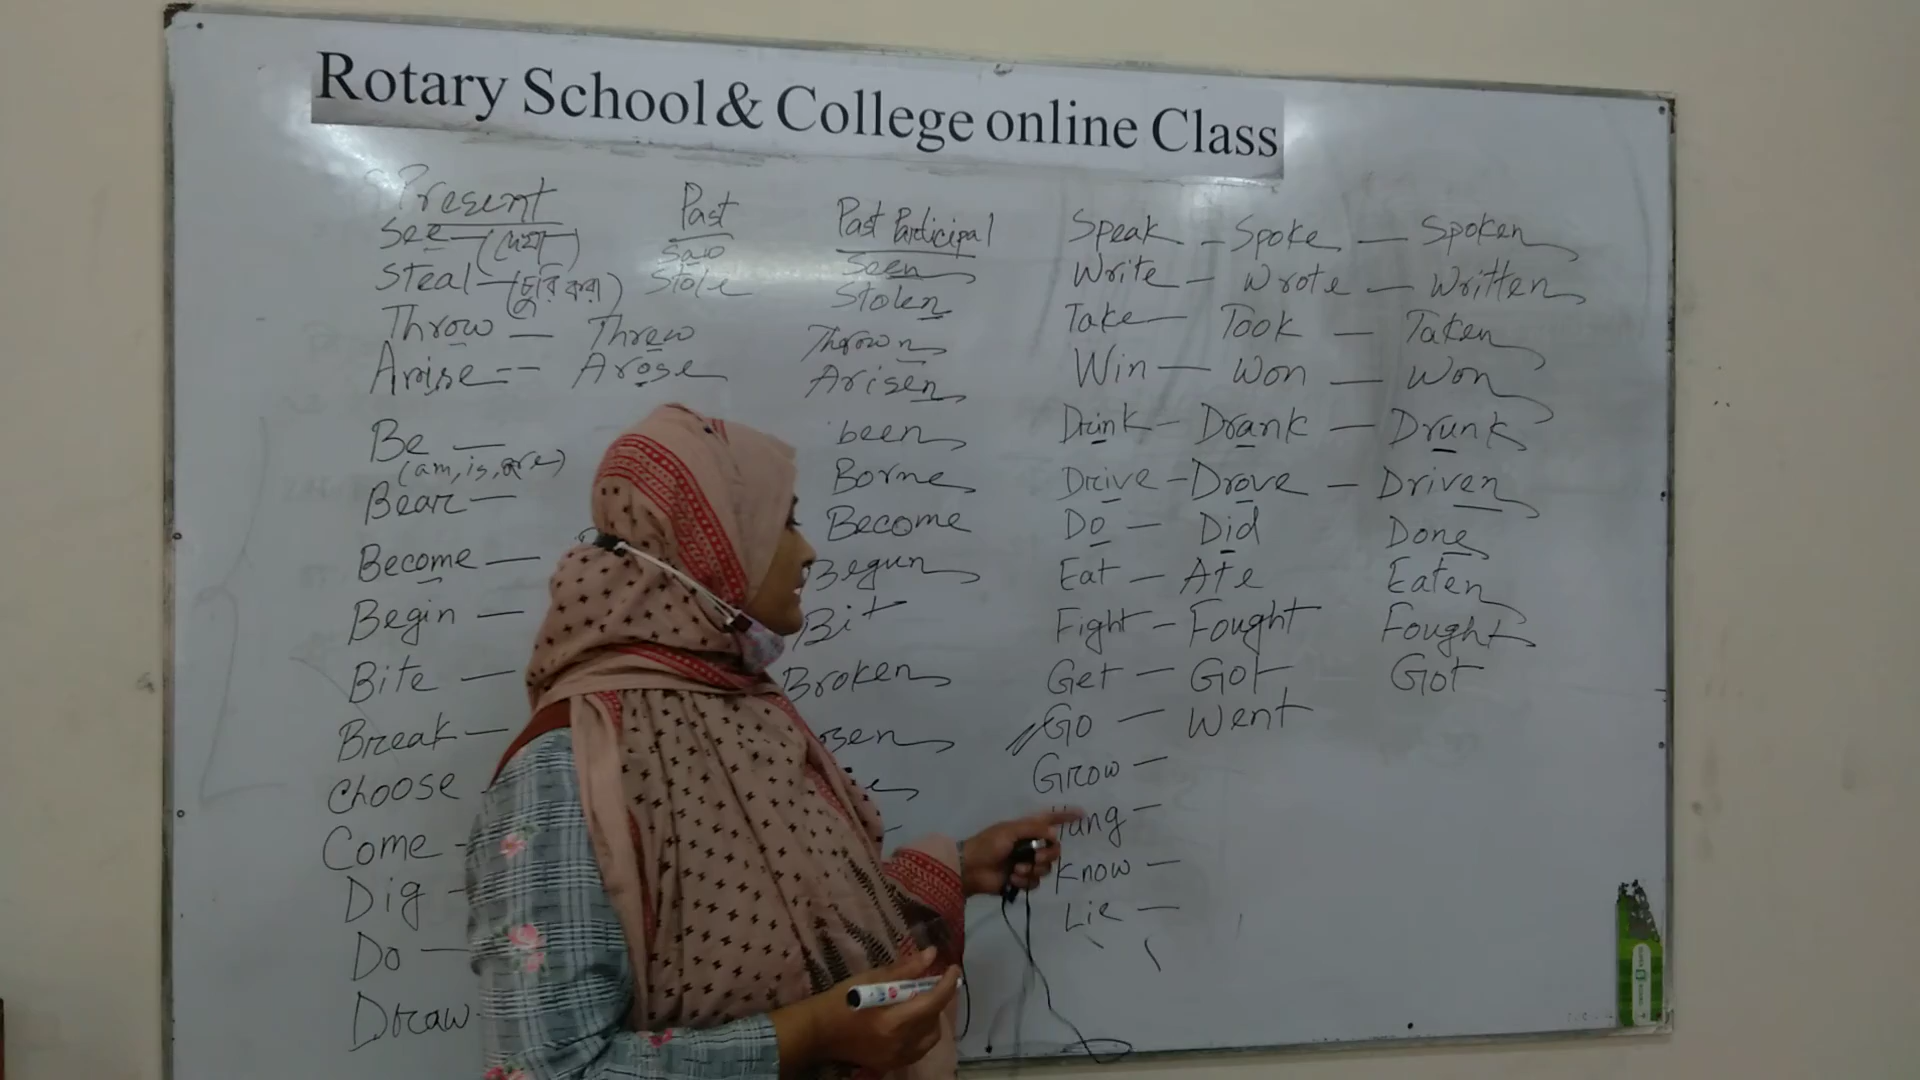 Rotary School & College online Class
Present Past Past Participal
See - (দেখা) Saw Seen
Steal - (চুরি করা) Stole Stolen
Throw - Threw Thrown
Arise -- Arose Arisen
Be - been
(am, is, are)
Bear - Borne
Become - Become
Begin - Begun
Bite - Bit
Break - Broken
Choose osen
Come -
Dig -
Do -
Draw -
Speak - Spoke - Spoken
Write - Wrote - Written
Take - Took - Taken
Win - Won - Won
Drink - Drank - Drunk
Drive - Drove - Driven
Do - Did Done
Eat - Ate Eaten
Fight - Fought Fought
Get - Got Got
Go - Went
Grow -
Hang -
Know -
Lie -